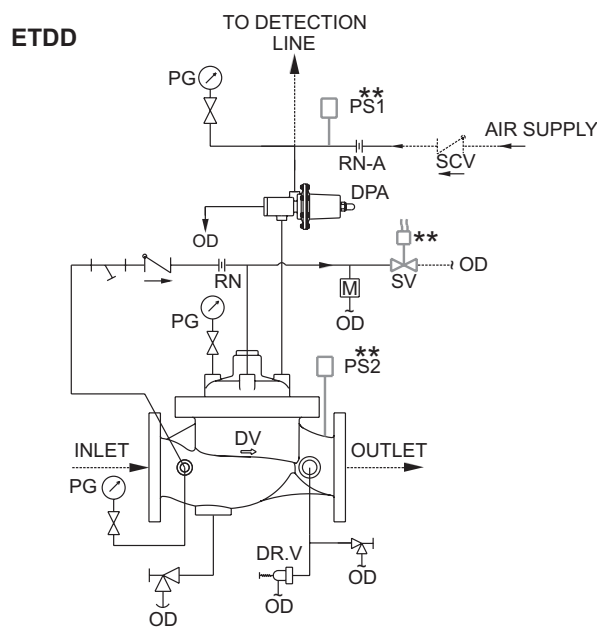 TO DETECTION
LINE
ETDD
PG
**
PS1
AIR SUPPLY
RN-A
SCV
DPA
OD
**
RN
SV
OD
M
OD
PG
**
PS2
DV
INLET
OUTLET
PG
DR.V
OD
OD
OD